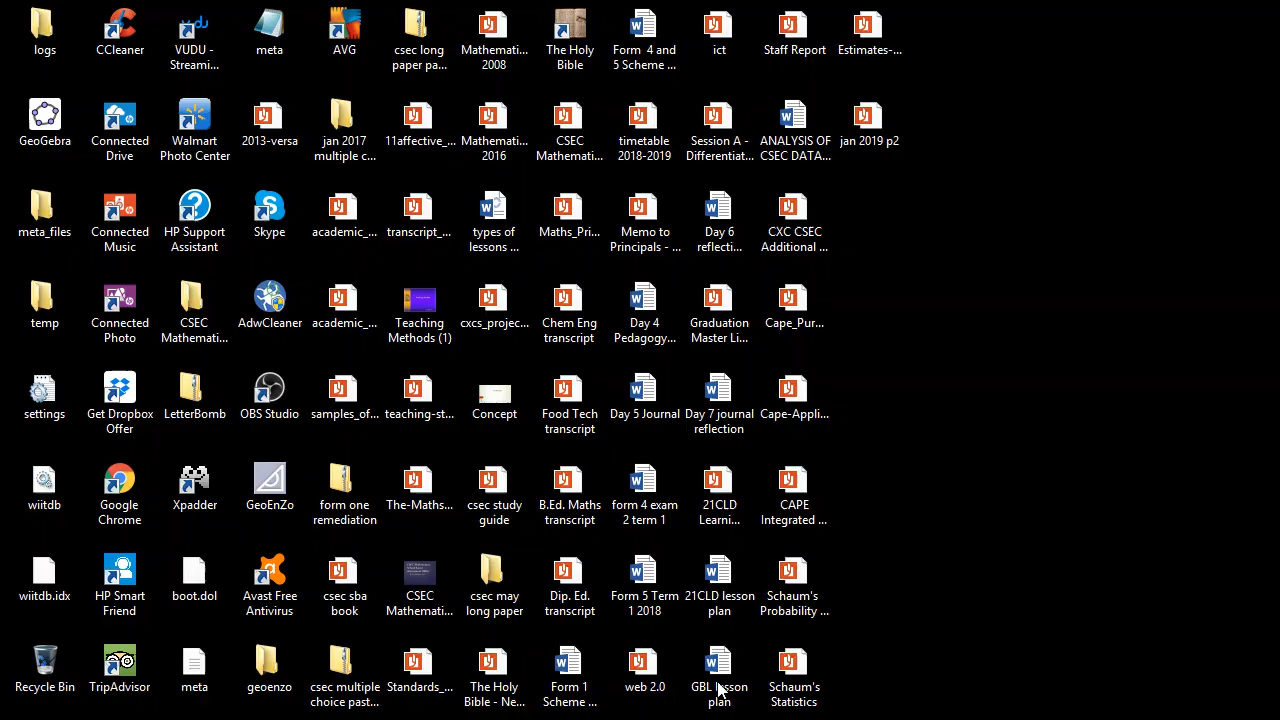 logs
CCleaner
VUDU -
Streami...
meta
AVG
csec long
paper pa...
Mathemati...
2008
The Holy
Bible
Form  4 and
5 Scheme ...
ict
Staff Report
Estimates-...
GeoGebra
Connected
Drive
Walmart
Photo Center
2013-versa
jan 2017
multiple c...
11affective_...
Mathemati...
2016
CSEC
Mathemati...
timetable
2018-2019
Session A -
Differentiat...
ANALYSIS OF
CSEC DATA...
jan 2019 p2
meta_files
Connected
Music
HP Support
Assistant
Skype
academic_...
transcript_...
types of
lessons ...
Maths_Pri...
Memo to
Principals - ...
Day 6
reflecti...
CXC CSEC
Additional ...
temp
Connected
Photo
CSEC
Mathemati...
AdwCleaner
academic_...
Teaching
Methods (1)
cxcs_projec...
Chem Eng
transcript
Day 4
Pedagogy...
Graduation
Master Li...
Cape_Pur...
settings
Get Dropbox
Offer
LetterBomb
OBS Studio
samples_of...
teaching-st...
Concept
Food Tech
transcript
Day 5 Journal
Day 7 journal
reflection
Cape-Appli...
wiitdb
Google
Chrome
Xpadder
GeoEnZo
form one
remediation
The-Maths...
csec study
guide
B.Ed. Maths
transcript
form 4 exam
2 term 1
21CLD
Learni...
CAPE
Integrated ...
wiitdb.idx
HP Smart
Friend
boot.dol
Avast Free
Antivirus
csec sba
book
CSEC
Mathemati...
csec may
long paper
Dip. Ed.
transcript
Form 5 Term
1 2018
21CLD lesson
plan
Schaum's
Probability ...
Recycle Bin
TripAdvisor
meta
geoenzo
csec multiple
choice past...
Standards_...
The Holy
Bible - Ne...
Form 1
Scheme ...
web 2.0
GBL lesson
plan
Schaum's
Statistics